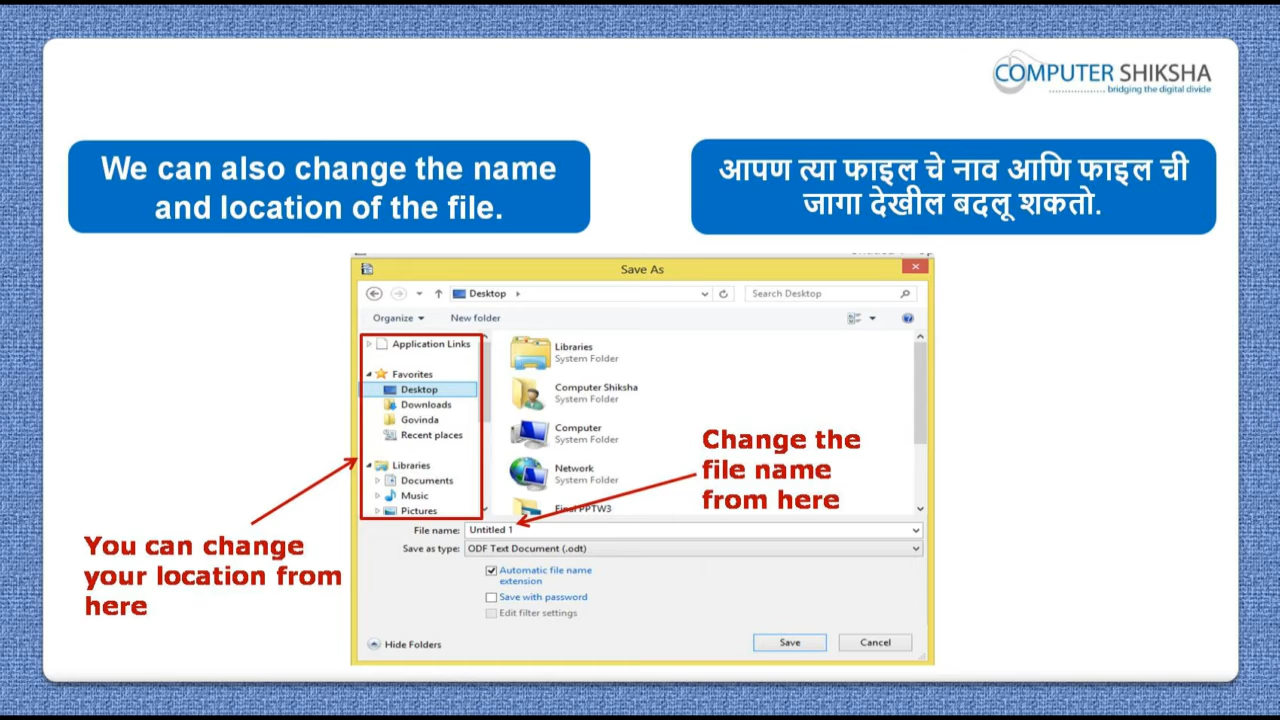 COMPUTER SHIKSHA
bridging the digital divide
We can also change the name
and location of the file.
आपण त्या फाइल चे नाव आणि फाइल ची
जागा देखील बदलू शकतो.
Save As
Desktop
Search Desktop
Organize
New folder
Application Links
Favorites
Desktop
Downloads
Govinda
Recent places
Libraries
Documents
Music
Pictures
Libraries
System Folder
Computer Shiksha
System Folder
Computer
System Folder
Network
System Folder
Final PPTW3
Change the
file name
from here
You can change
your location from
here
File name: Untitled 1
Save as type: ODF Text Document (.odt)
Automatic file name
extension
Save with password
Edit filter settings
Hide Folders
Save
Cancel